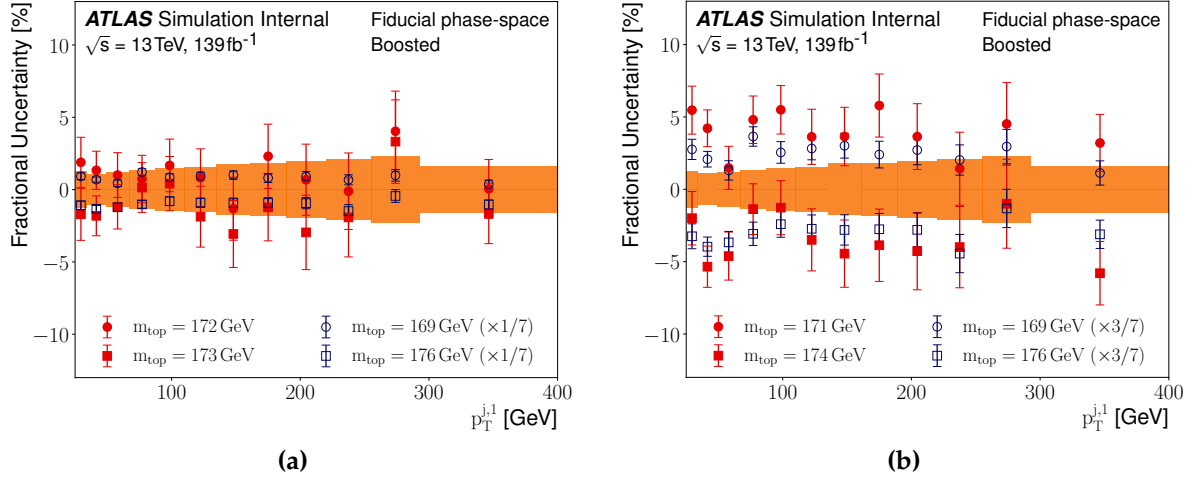 Fractional Uncertainty [%]
ATLAS Simulation Internal
√s = 13 TeV, 139 fb⁻¹
Fiducial phase-space
Boosted
10
5
0
−5
−10
m_top = 172 GeV
m_top = 173 GeV
m_top = 169 GeV (×1/7)
m_top = 176 GeV (×1/7)
100
200
300
400
p_T^{j,1} [GeV]
(a)
Fractional Uncertainty [%]
ATLAS Simulation Internal
√s = 13 TeV, 139 fb⁻¹
Fiducial phase-space
Boosted
10
5
0
−5
−10
m_top = 171 GeV
m_top = 174 GeV
m_top = 169 GeV (×3/7)
m_top = 176 GeV (×3/7)
100
200
300
400
p_T^{j,1} [GeV]
(b)